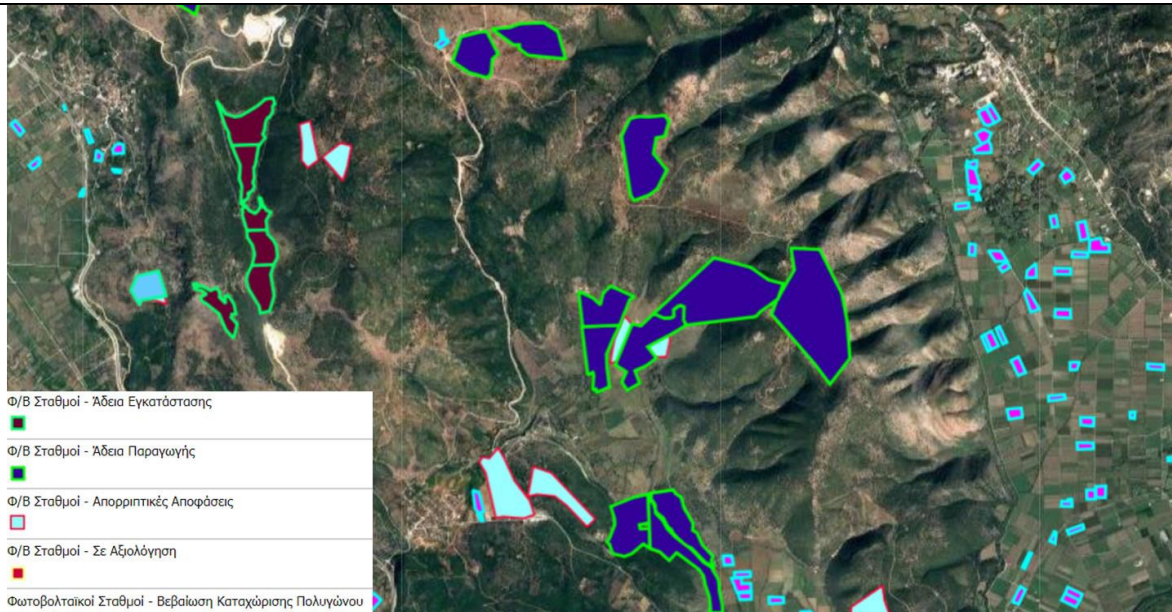 Φ/Β Σταθμοί - Άδεια Εγκατάστασης
Φ/Β Σταθμοί - Άδεια Παραγωγής
Φ/Β Σταθμοί - Απορριπτικές Αποφάσεις
Φ/Β Σταθμοί - Σε Αξιολόγηση
Φωτοβολταϊκοί Σταθμοί - Βεβαίωση Καταχώρισης Πολυγώνου